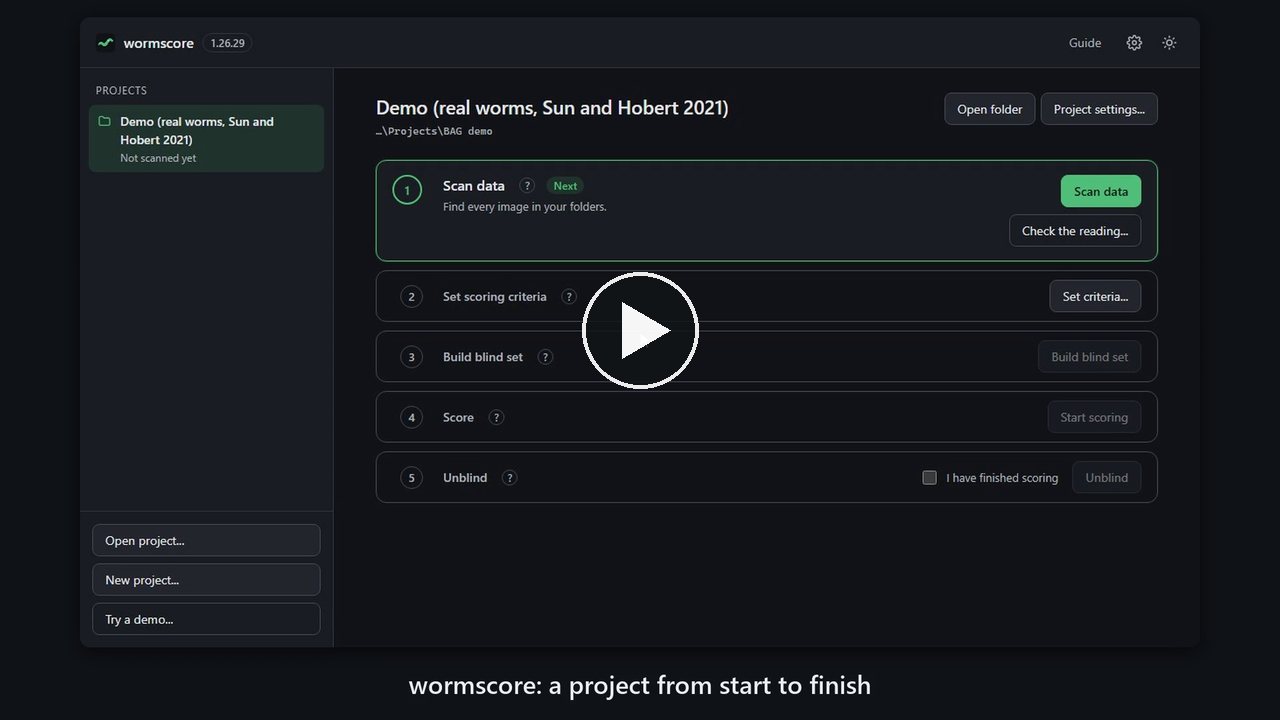 wormscore 1.26.29
Guide
PROJECTS
Demo (real worms, Sun and
Hobert 2021)
Not scanned yet
Open project...
New project...
Try a demo...
Demo (real worms, Sun and Hobert 2021)
…\Projects\BAG demo
Open folder
Project settings...
1 Scan data ? Next
Find every image in your folders.
Scan data
Check the reading...
2 Set scoring criteria ? Set criteria...
3 Build blind set ? Build blind set
4 Score ? Start scoring
5 Unblind ? I have finished scoring Unblind
wormscore: a project from start to finish